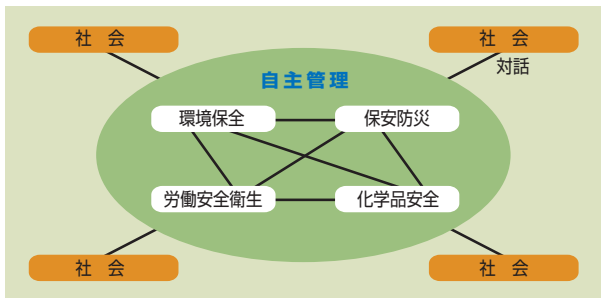 社 会
社 会
対話
自主管理
環境保全
保安防災
労働安全衛生
化学品安全
社 会
社 会